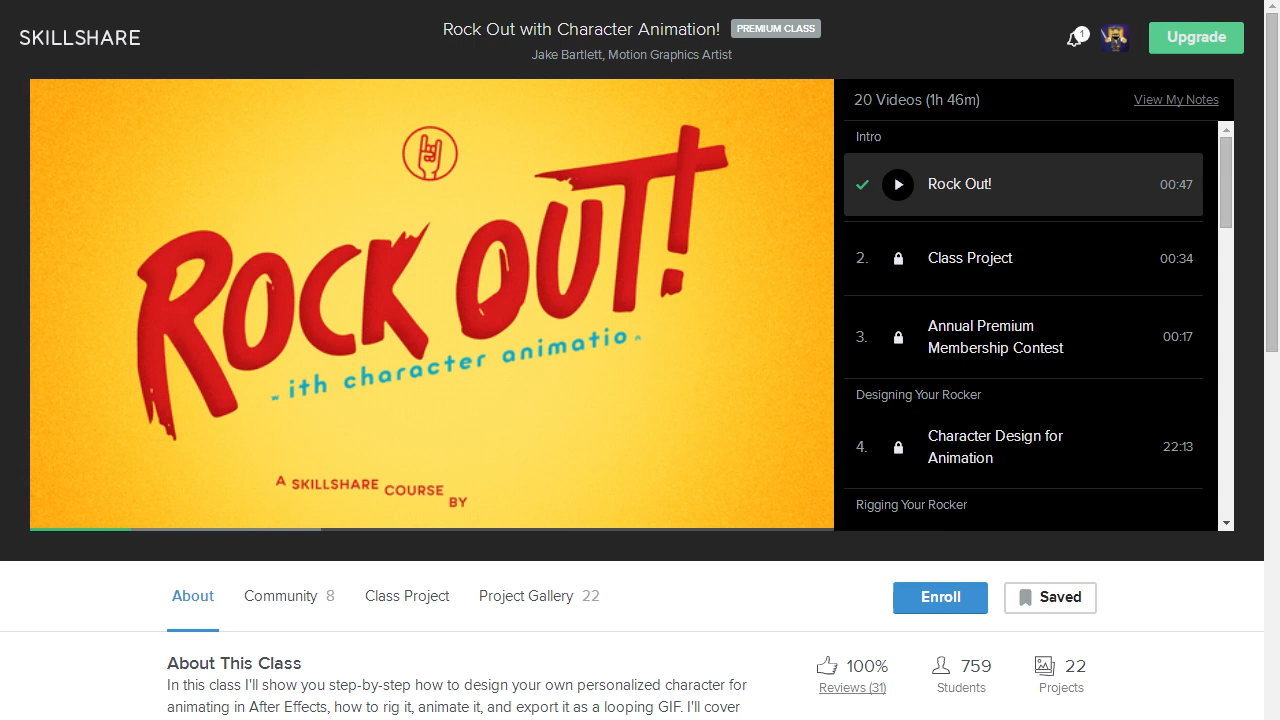 SKILLSHARE
Rock Out with Character Animation! PREMIUM CLASS
Jake Bartlett, Motion Graphics Artist
1
Upgrade
ROCK OUT!
with character animation
A SKILLSHARE COURSE BY
20 Videos (1h 46m)
View My Notes
Intro
Rock Out! 00:47
2. Class Project 00:34
3. Annual Premium
Membership Contest 00:17
Designing Your Rocker
4. Character Design for
Animation 22:13
Rigging Your Rocker
About Community 8 Class Project Project Gallery 22
Enroll Saved
About This Class
In this class I'll show you step-by-step how to design your own personalized character for
animating in After Effects, how to rig it, animate it, and export it as a looping GIF. I'll cover
100% 759 22
Reviews (31) Students Projects